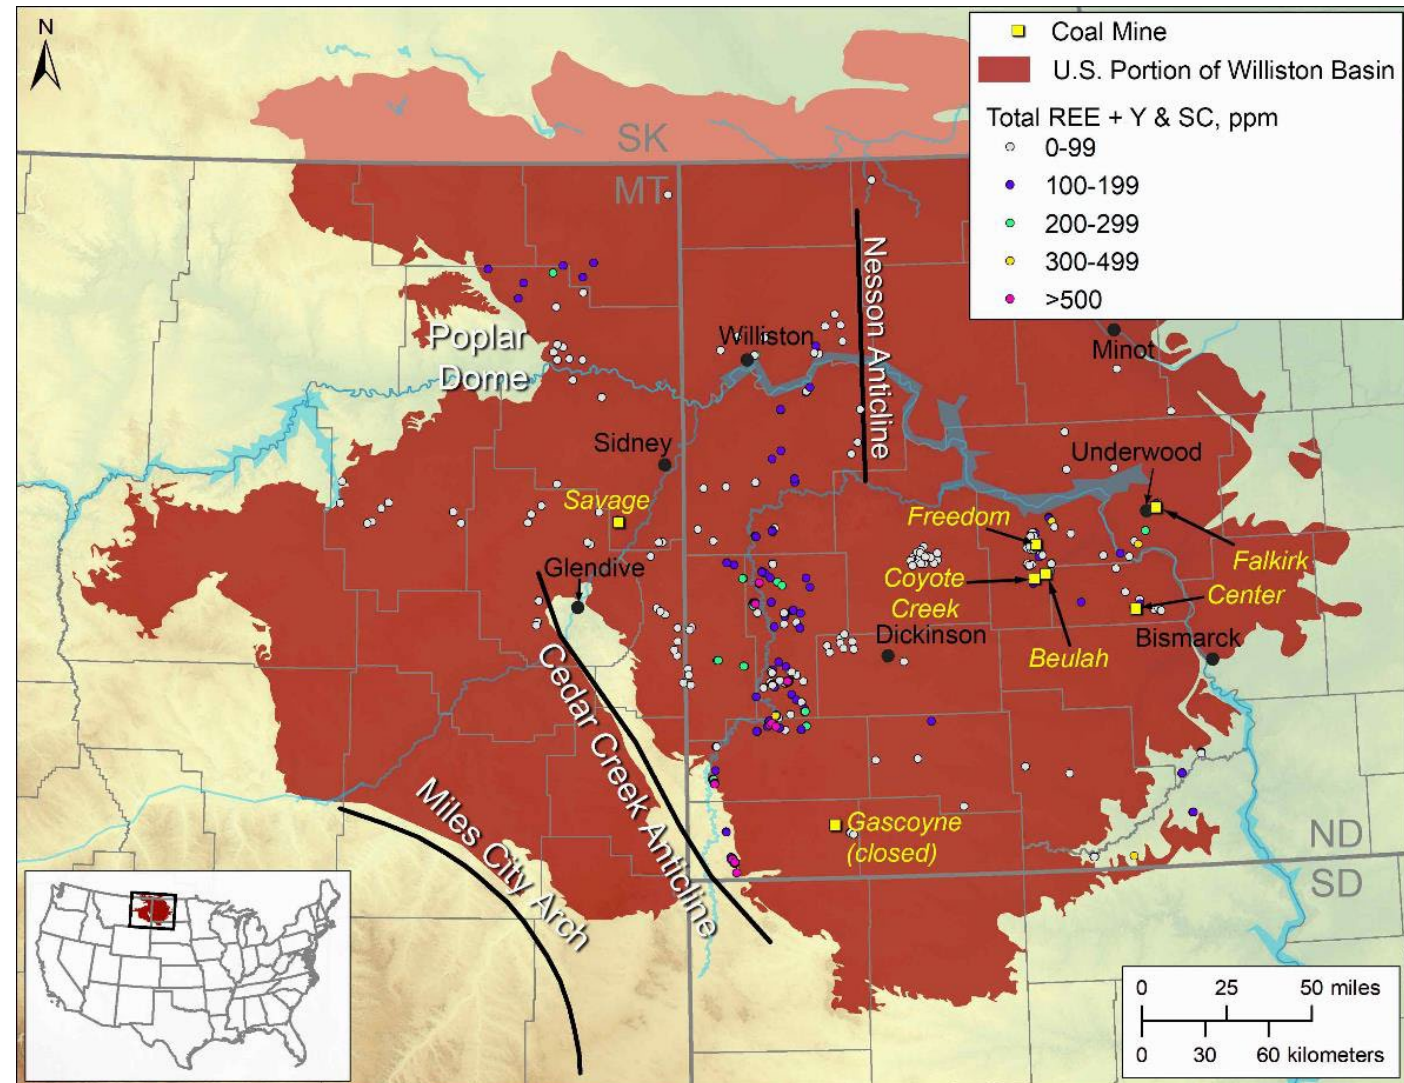 N
Coal Mine
U.S. Portion of Williston Basin
Total REE + Y & SC, ppm
0-99
100-199
200-299
300-499
>500
SK
MT
Nesson Anticline
Poplar
Dome
Williston
Minot
Sidney
Underwood
Savage
Freedom
Falkirk
Glendive
Coyote
Creek
Center
Dickinson
Bismarck
Beulah
Cedar Creek Anticline
Miles City Arch
Gascoyne
(closed)
ND
SD
0 25 50 miles
0 30 60 kilometers